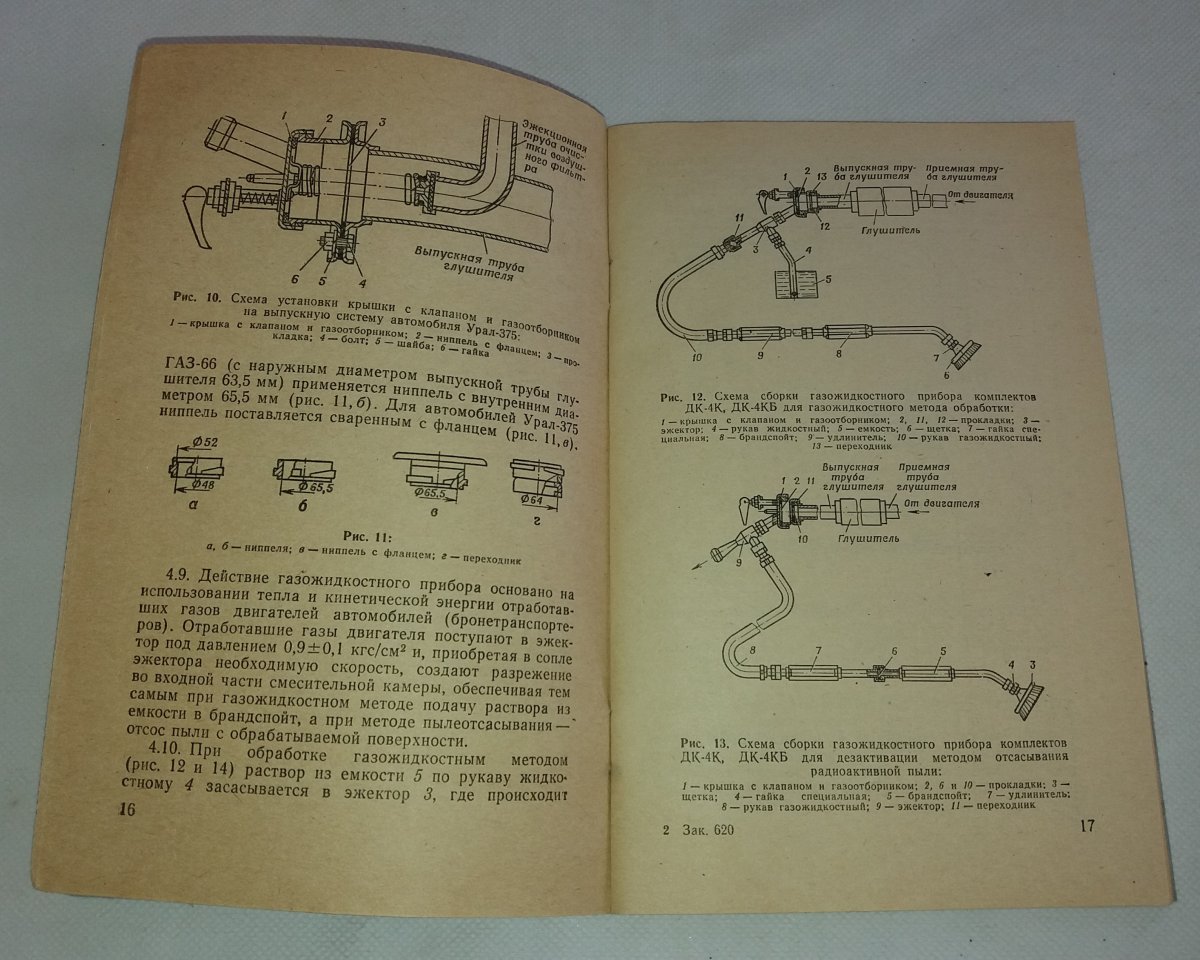 1 2 3
Эжекционная
труба очис-
тки воздуш-
ного фильт-
ра
Выпускная труба
глушителя
6 5 4
Рис. 10. Схема установки крышки с клапаном и газоотборником
на выпускную систему автомобиля Урал-375:
1 — крышка с клапаном и газоотборником; 2 — ниппель с фланцем; 3 — про-
кладка; 4 — болт; 5 — шайба; 6 — гайка
ГАЗ-66 (с наружным диаметром выпускной трубы глу-
шителя 63,5 мм) применяется ниппель с внутренним диа-
метром 65,5 мм (рис. 11, б). Для автомобилей Урал-375
ниппель поставляется сваренным с фланцем (рис. 11, в).
Ф52
Ф48 Ф65,5 Ф65,5 Ф64
а б в г
Рис. 11:
а, б — ниппеля; в — ниппель с фланцем; г — переходник
4.9. Действие газожидкостного прибора основано на
использовании тепла и кинетической энергии отработав-
ших газов двигателей автомобилей (бронетранспорте-
ров). Отработавшие газы двигателя поступают в эжек-
тор под давлением 0,9±0,1 кгс/см² и, приобретая в сопле
эжектора необходимую скорость, создают разрежение
во входной части смесительной камеры, обеспечивая тем
самым при газожидкостном методе подачу раствора из
емкости в брандспойт, а при методе пылеотсасывания —
отсос пыли с обрабатываемой поверхности.
4.10. При обработке газожидкостным методом
(рис. 12 и 14) раствор из емкости 5 по рукаву жидко-
стному 4 засасывается в эжектор 3, где происходит
16
Выпускная тру-
ба глушителя
Приемная тру-
ба глушителя
1 2 13
От двигателя
11
3
12
Глушитель
4
5
10 9 8 7
6
Рис. 12. Схема сборки газожидкостного прибора комплектов
ДК-4К, ДК-4КБ для газожидкостного метода обработки:
1 — крышка с клапаном и газоотборником; 2, 11, 12 — прокладки; 3 —
эжектор; 4 — рукав жидкостный; 5 — емкость; 6 — щетка; 7 — гайка спе-
циальная; 8 — брандспойт; 9 — удлинитель; 10 — рукав газожидкостный;
13 — переходник
Выпускная
труба
глушителя
Приемная
труба
глушителя
1 2 11
От двигателя
10
Глушитель
9
8 7 6 5 4 3
Рис. 13. Схема сборки газожидкостного прибора комплектов
ДК-4К, ДК-4КБ для дезактивации методом отсасывания
радиоактивной пыли:
1 — крышка с клапаном и газоотборником; 2, 6 и 10 — прокладки; 3 —
щетка; 4 — гайка специальная; 5 — брандспойт; 7 — удлинитель;
8 — рукав газожидкостный; 9 — эжектор; 11 — переходник
2 Зак. 620
17